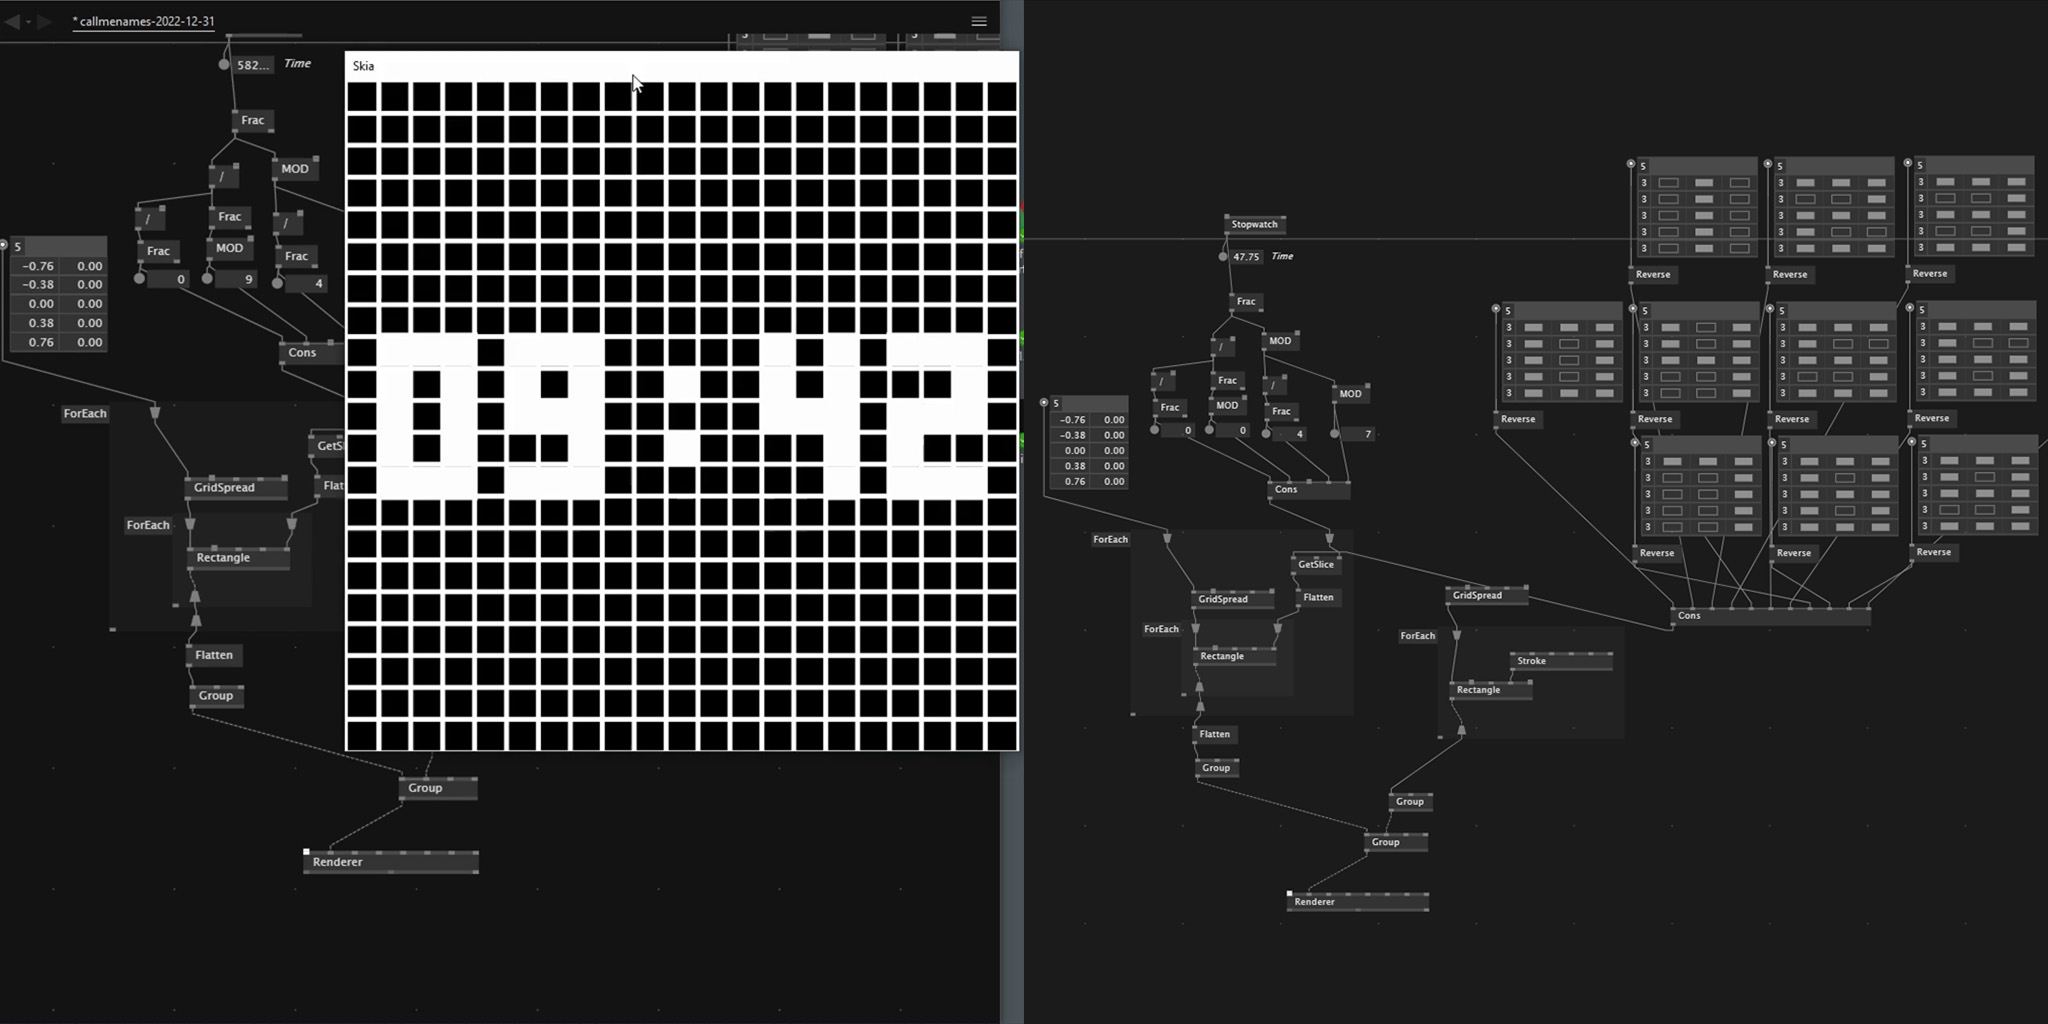 * callmenames-2022-12-31
582... Time
Skia
Frac
/ MOD
/ Frac /
Frac MOD Frac
0 9 4
5
-0.76 0.00
-0.38 0.00
0.00 0.00
0.38 0.00
0.76 0.00
Cons
ForEach
GridSpread
ForEach
Rectangle
Flatten
Group
Group
Renderer
09:42
Stopwatch
47.75 Time
Frac
/ MOD
/ Frac / MOD
Frac MOD Frac
0 0 4 7
5
-0.76 0.00
-0.38 0.00
0.00 0.00
0.38 0.00
0.76 0.00
Cons
ForEach
GetSlice
GridSpread Flatten
ForEach
Rectangle
Flatten
Group
GridSpread
ForEach
Stroke
Rectangle
Group
Group
Renderer
5 5 5
3 3 3
3 3 3
3 3 3
3 3 3
3 3 3
Reverse Reverse Reverse
5 5 5 5
3 3 3 3
3 3 3 3
3 3 3 3
3 3 3 3
3 3 3 3
Reverse Reverse Reverse Reverse
5 5 5
3 3 3
3 3 3
3 3 3
3 3 3
3 3 3
Reverse Reverse Reverse
Cons